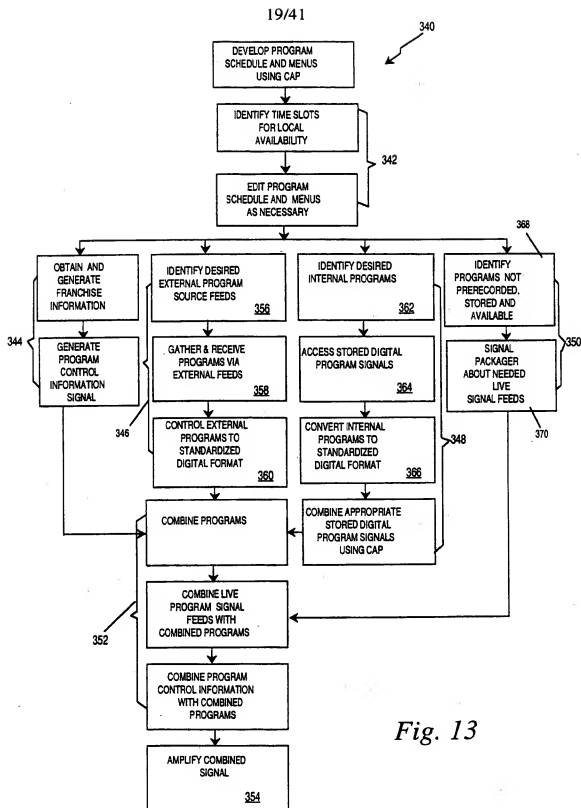 19/41
340
DEVELOP PROGRAM
SCHEDULE AND MENUS
USING CAP
IDENTIFY TIME SLOTS
FOR LOCAL
AVAILABILITY
342
EDIT PROGRAM
SCHEDULE AND MENUS
AS NECESSARY
368
OBTAIN AND
GENERATE
FRANCHISE
INFORMATION
IDENTIFY DESIRED
EXTERNAL PROGRAM
SOURCE FEEDS
356
IDENTIFY DESIRED
INTERNAL PROGRAMS
362
IDENTIFY
PROGRAMS NOT
PRERECORDED,
STORED AND
AVAILABLE
344
350
GENERATE
PROGRAM
CONTROL
INFORMATION
SIGNAL
GATHER & RECEIVE
PROGRAMS VIA
EXTERNAL FEEDS
358
ACCESS STORED DIGITAL
PROGRAM SIGNALS
364
SIGNAL
PACKAGER
ABOUT NEEDED
LIVE
SIGNAL FEEDS
370
346
348
CONTROL EXTERNAL
PROGRAMS TO
STANDARDIZED
DIGITAL FORMAT
360
CONVERT INTERNAL
PROGRAMS TO
STANDARDIZED
DIGITAL FORMAT
366
COMBINE PROGRAMS
COMBINE APPROPRIATE
STORED DIGITAL
PROGRAM SIGNALS
USING CAP
352
COMBINE LIVE
PROGRAM SIGNAL
FEEDS WITH
COMBINED PROGRAMS
COMBINE PROGRAM
CONTROL INFORMATION
WITH COMBINED
PROGRAMS
AMPLIFY COMBINED
SIGNAL
354
Fig. 13